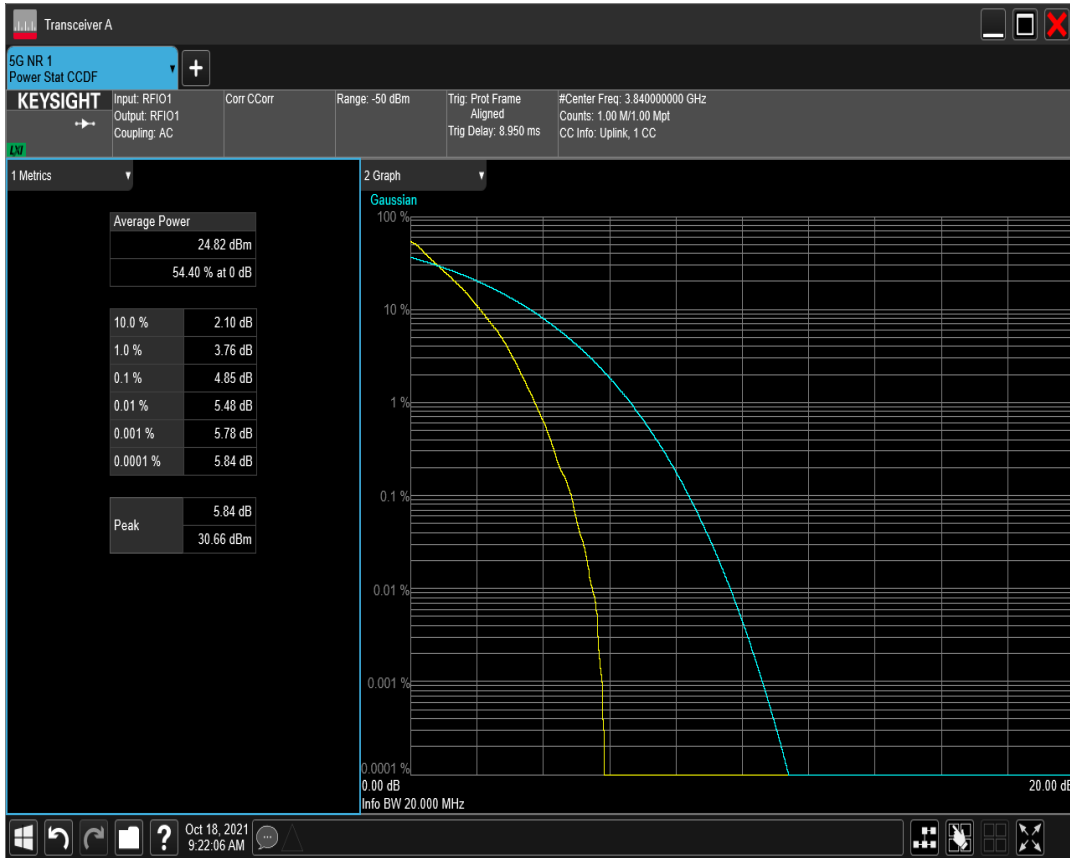 Transceiver A
5G NR 1
Power Stat CCDF
KEYSIGHT
LXI
Input: RFIO1
Output: RFIO1
Coupling: AC
Corr CCorr
Range: -50 dBm
Trig: Prot Frame
Aligned
Trig Delay: 8.950 ms
#Center Freq: 3.840000000 GHz
Counts: 1.00 M/1.00 Mpt
CC Info: Uplink, 1 CC
1 Metrics
Average Power
24.82 dBm
54.40 % at 0 dB
10.0 % 2.10 dB
1.0 % 3.76 dB
0.1 % 4.85 dB
0.01 % 5.48 dB
0.001 % 5.78 dB
0.0001 % 5.84 dB
Peak
5.84 dB
30.66 dBm
2 Graph
Gaussian
100 %
10 %
1 %
0.1 %
0.01 %
0.001 %
0.0001 %
0.00 dB 20.00 dB
Info BW 20.000 MHz
Oct 18, 2021
9:22:06 AM